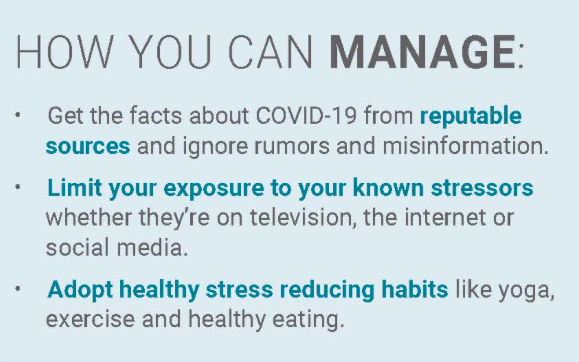 HOW YOU CAN MANAGE:
• Get the facts about COVID-19 from reputable
sources and ignore rumors and misinformation.
• Limit your exposure to your known stressors
whether they’re on television, the internet or
social media.
• Adopt healthy stress reducing habits like yoga,
exercise and healthy eating.